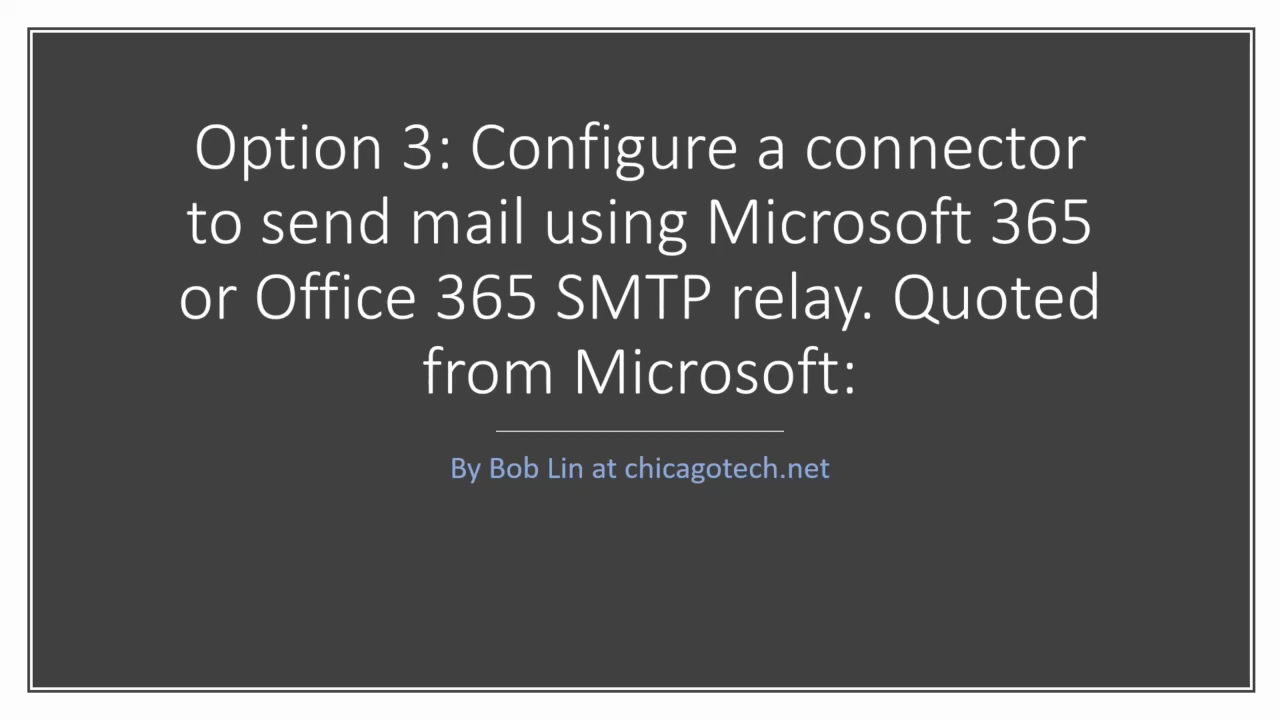 Option 3: Configure a connector
to send mail using Microsoft 365
or Office 365 SMTP relay. Quoted
from Microsoft:
By Bob Lin at chicagotech.net